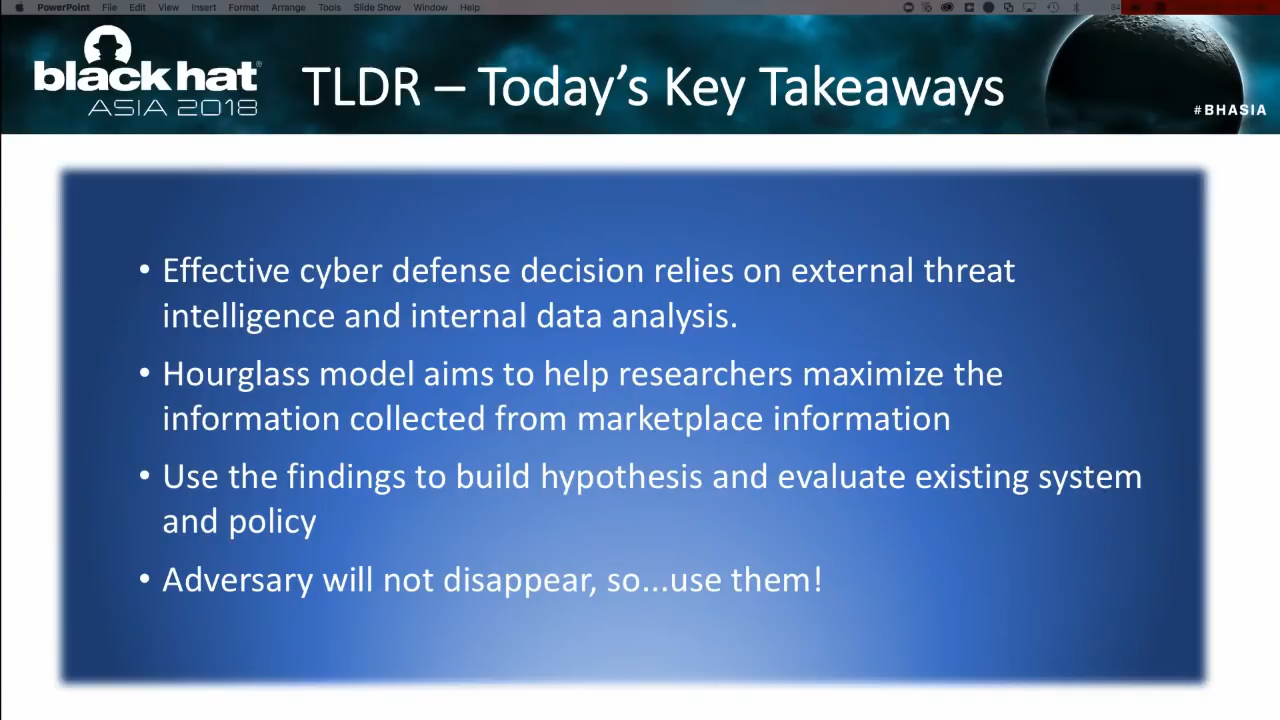 PowerPoint File Edit View Insert Format Arrange Tools Slide Show Window Help
black hat®
ASIA 2018
TLDR – Today’s Key Takeaways
#BHASIA
• Effective cyber defense decision relies on external threat
intelligence and internal data analysis.
• Hourglass model aims to help researchers maximize the
information collected from marketplace information
• Use the findings to build hypothesis and evaluate existing system
and policy
• Adversary will not disappear, so...use them!